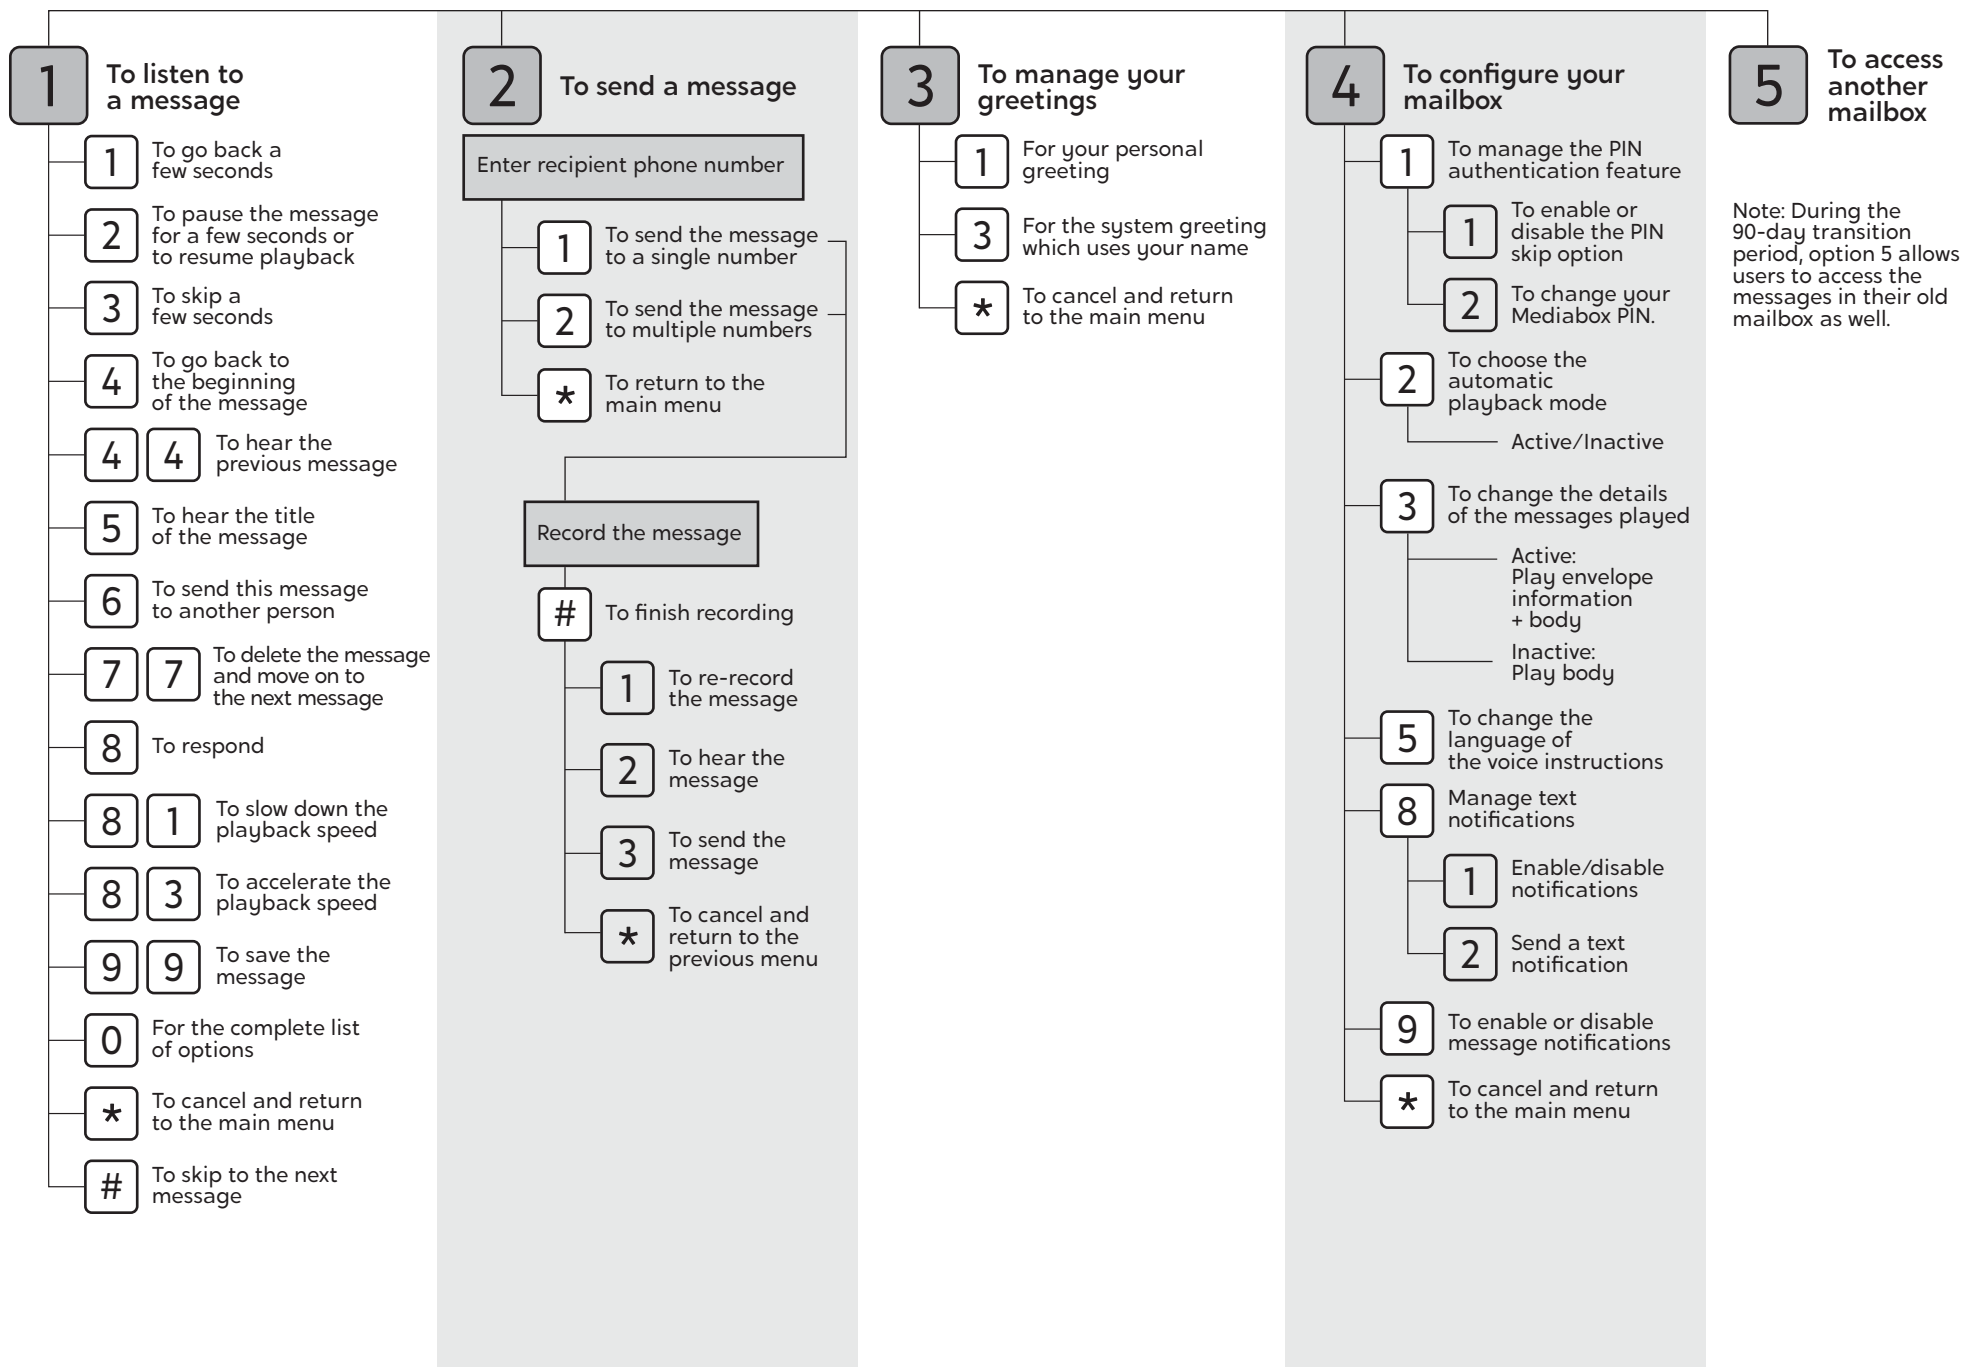 1
To listen to
a message
1
To go back a
few seconds
2
To pause the message
for a few seconds or
to resume playback
3
To skip a
few seconds
4
To go back to
the beginning
of the message
4 4
To hear the
previous message
5
To hear the title
of the message
6
To send this message
to another person
7 7
To delete the message
and move on to
the next message
8
To respond
8 1
To slow down the
playback speed
8 3
To accelerate the
playback speed
9 9
To save the
message
0
For the complete list
of options
*
To cancel and return
to the main menu
#
To skip to the next
message
2
To send a message
Enter recipient phone number
1
To send the message
to a single number
2
To send the message
to multiple numbers
*
To return to the
main menu
Record the message
#
To finish recording
1
To re-record
the message
2
To hear the
message
3
To send the
message
*
To cancel and
return to the
previous menu
3
To manage your
greetings
1
For your personal
greeting
3
For the system greeting
which uses your name
*
To cancel and return
to the main menu
4
To configure your
mailbox
1
To manage the PIN
authentication feature
1
To enable or
disable the PIN
skip option
2
To change your
Mediabox PIN.
2
To choose the
automatic
playback mode
Active/Inactive
3
To change the details
of the messages played
Active:
Play envelope
information
+ body
Inactive:
Play body
5
To change the
language of
the voice instructions
8
Manage text
notifications
1
Enable/disable
notifications
2
Send a text
notification
9
To enable or disable
message notifications
*
To cancel and return
to the main menu
5
To access
another
mailbox
Note: During the
90-day transition
period, option 5 allows
users to access the
messages in their old
mailbox as well.